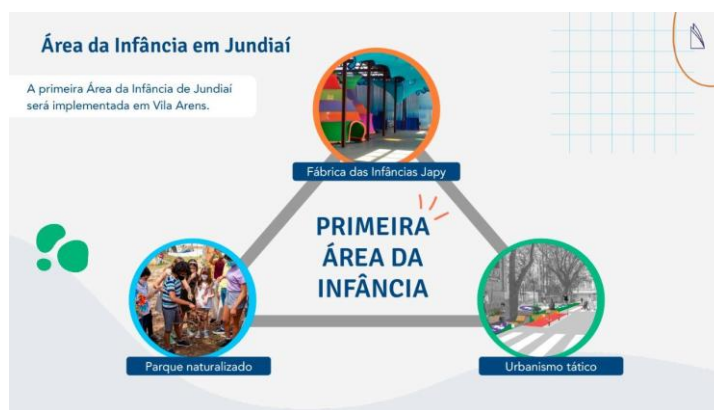 Área da Infância em Jundiaí
A primeira Área da Infância de Jundiaí
será implementada em Vila Arens.
Fábrica das Infâncias Japy
PRIMEIRA
ÁREA DA
INFÂNCIA
Parque naturalizado
Urbanismo tático